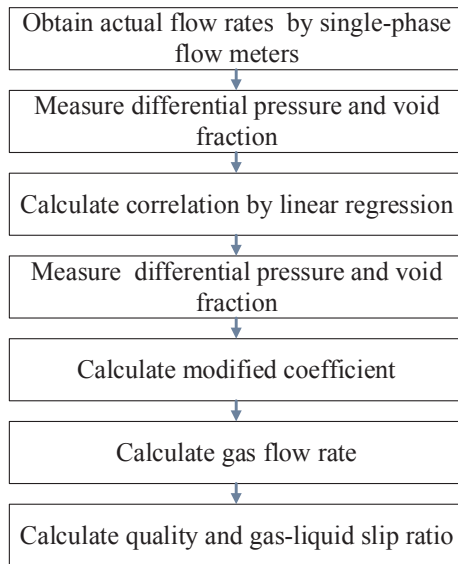 Obtain actual flow rates by single-phase
flow meters
Measure differential pressure and void
fraction
Calculate correlation by linear regression
Measure differential pressure and void
fraction
Calculate modified coefficient
Calculate gas flow rate
Calculate quality and gas-liquid slip ratio